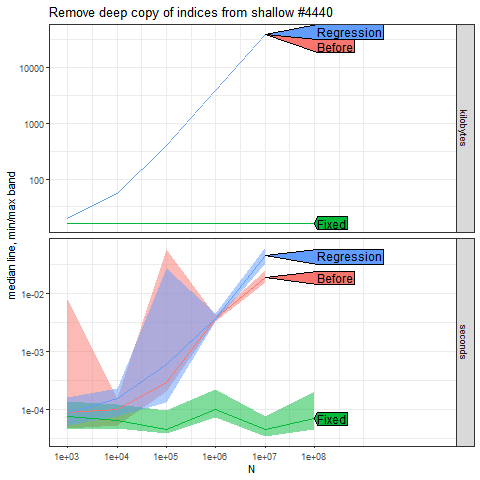 Remove deep copy of indices from shallow #4440
median line, min/max band
10000
1000
100
Regression
Before
Fixed
kilobytes
1e-02
1e-03
1e-04
Regression
Before
Fixed
seconds
1e+03 1e+04 1e+05 1e+06 1e+07 1e+08
N